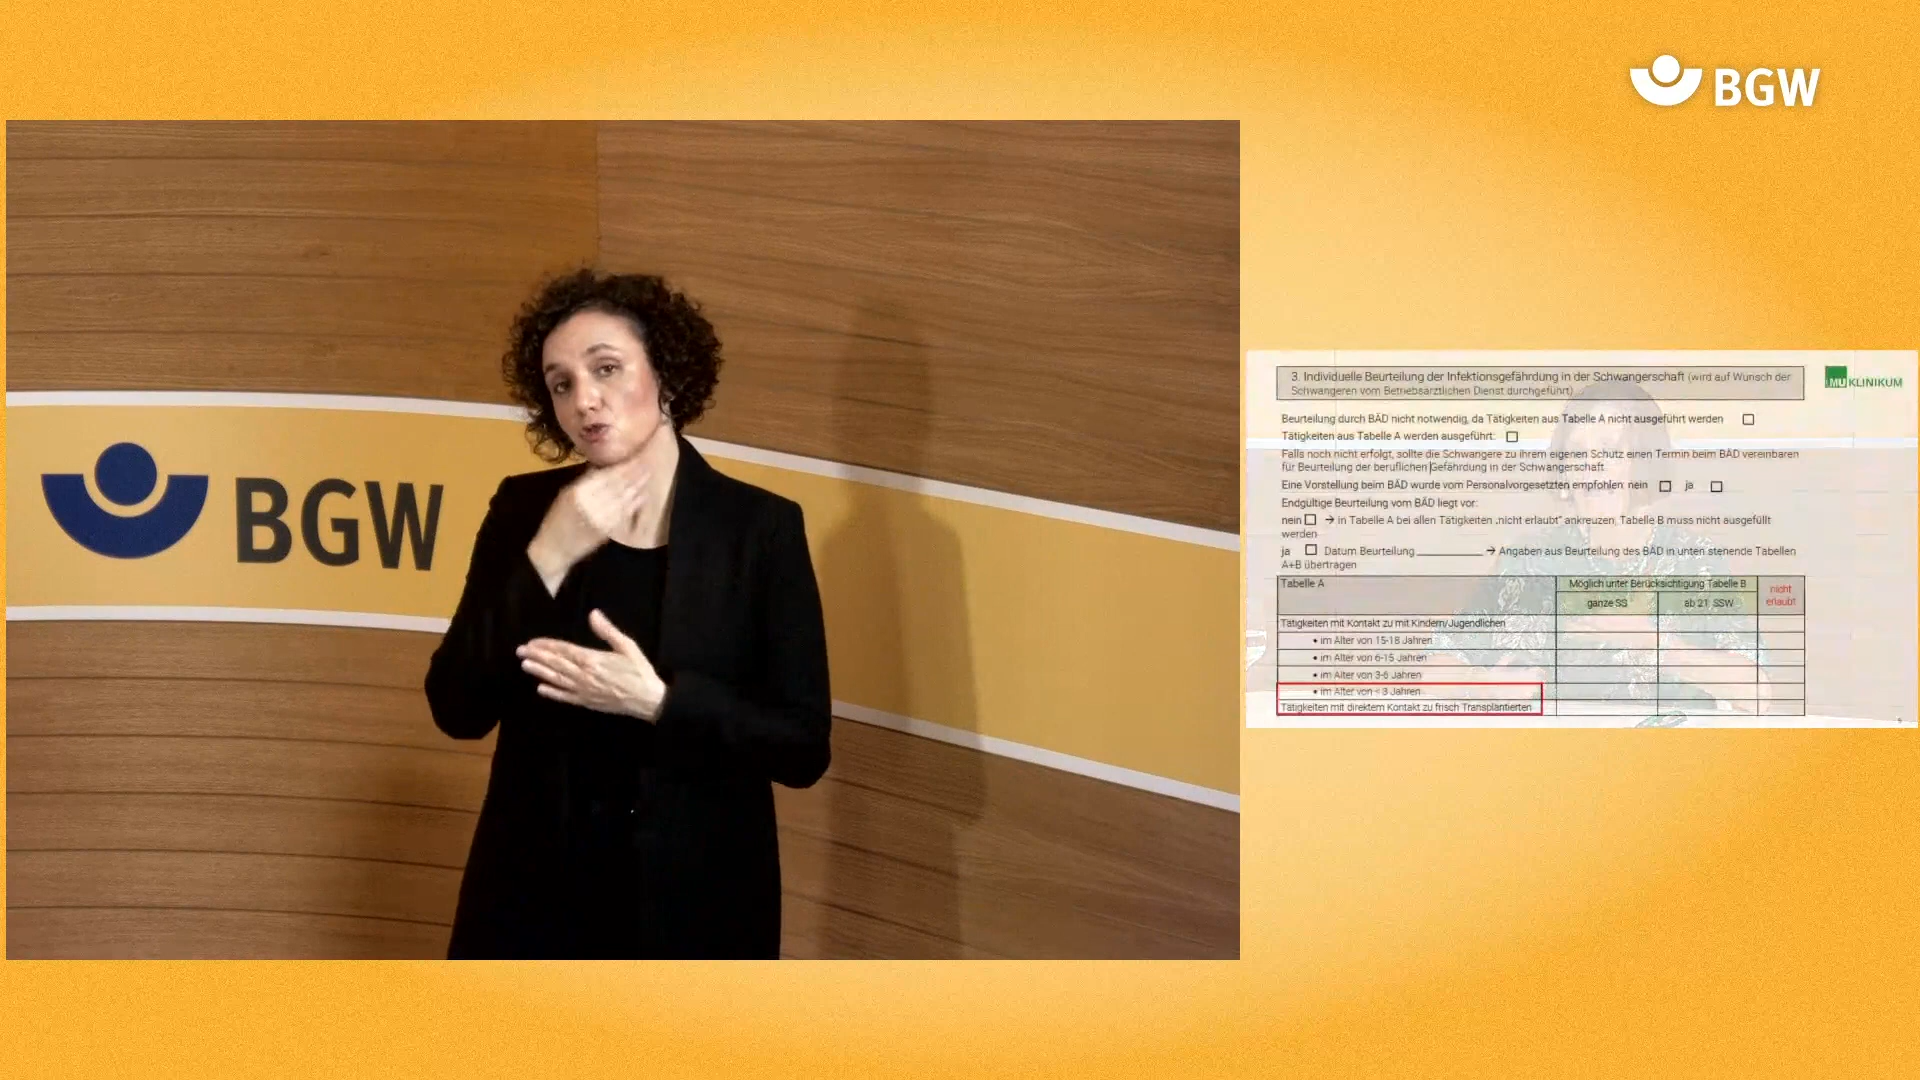 BGW
BGW
3. Individuelle Beurteilung der Infektionsgefährdung in der Schwangerschaft (wird auf Wunsch der
Schwangeren vom Betriebsärztlichen Dienst durchgeführt)
LMU KLINIKUM
Beurteilung durch BÄD nicht notwendig, da Tätigkeiten aus Tabelle A nicht ausgeführt werden
Tätigkeiten aus Tabelle A werden ausgeführt:
Falls noch nicht erfolgt, sollte die Schwangere zu ihrem eigenen Schutz einen Termin beim BÄD vereinbaren
für Beurteilung der beruflichen Gefährdung in der Schwangerschaft
Eine Vorstellung beim BÄD wurde vom Personalvorgesetzten empfohlen: nein ja
Endgültige Beurteilung vom BÄD liegt vor:
nein → in Tabelle A bei allen Tätigkeiten „nicht erlaubt" ankreuzen, Tabelle B muss nicht ausgefüllt
werden
ja Datum Beurteilung ____________ → Angaben aus Beurteilung des BÄD in unten stehende Tabellen
A+B übertragen
Tabelle A
Möglich unter Berücksichtigung Tabelle B
nicht
erlaubt
ganze SS
ab 21. SSW
Tätigkeiten mit Kontakt zu mit Kindern/Jugendlichen
• im Alter von 15-18 Jahren
• im Alter von 6-15 Jahren
• im Alter von 3-6 Jahren
• im Alter von < 3 Jahren
Tätigkeiten mit direktem Kontakt zu frisch Transplantierten